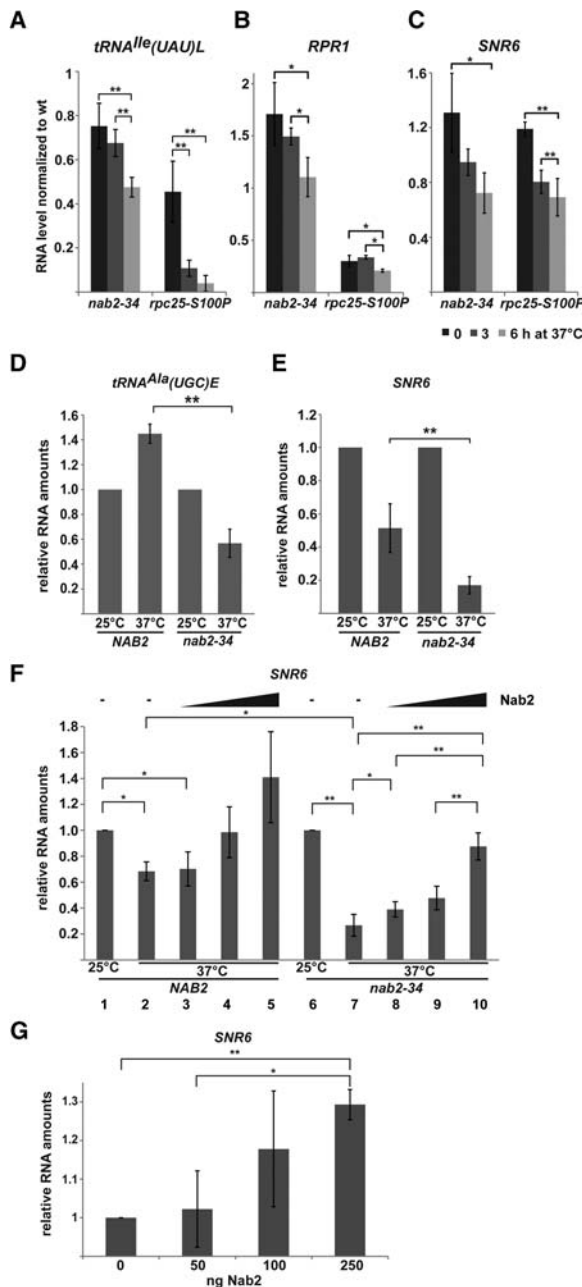 A
B
C
tRNA^Ile(UAU)L
RPR1
SNR6
RNA level normalized to wt
1
0.8
0.6
0.4
0.2
** ** ** **
nab2-34 rpc25-S100P
2
1.5
1
0.5
* * * *
nab2-34 rpc25-S100P
1.6
1.2
0.8
0.4
* ** **
nab2-34 rpc25-S100P
0 3 6 h at 37°C
D
E
tRNA^Ala(UGC)E
SNR6
relative RNA amounts
1.6
1.4
1.2
1.0
0.8
0.6
0.4
0.2
**
25°C 37°C 25°C 37°C
NAB2 nab2-34
relative RNA amounts
1.2
1.0
0.8
0.6
0.4
0.2
**
25°C 37°C 25°C 37°C
NAB2 nab2-34
F
SNR6
- - - - Nab2
relative RNA amounts
1.8
1.6
1.4
1.2
1.0
0.8
0.6
0.4
0.2
* ** ** * * ** * **
25°C 37°C 25°C 37°C
NAB2 nab2-34
1 2 3 4 5 6 7 8 9 10
G
SNR6
relative RNA amounts
1.3
1.2
1.1
1
** *
0 50 100 250
ng Nab2